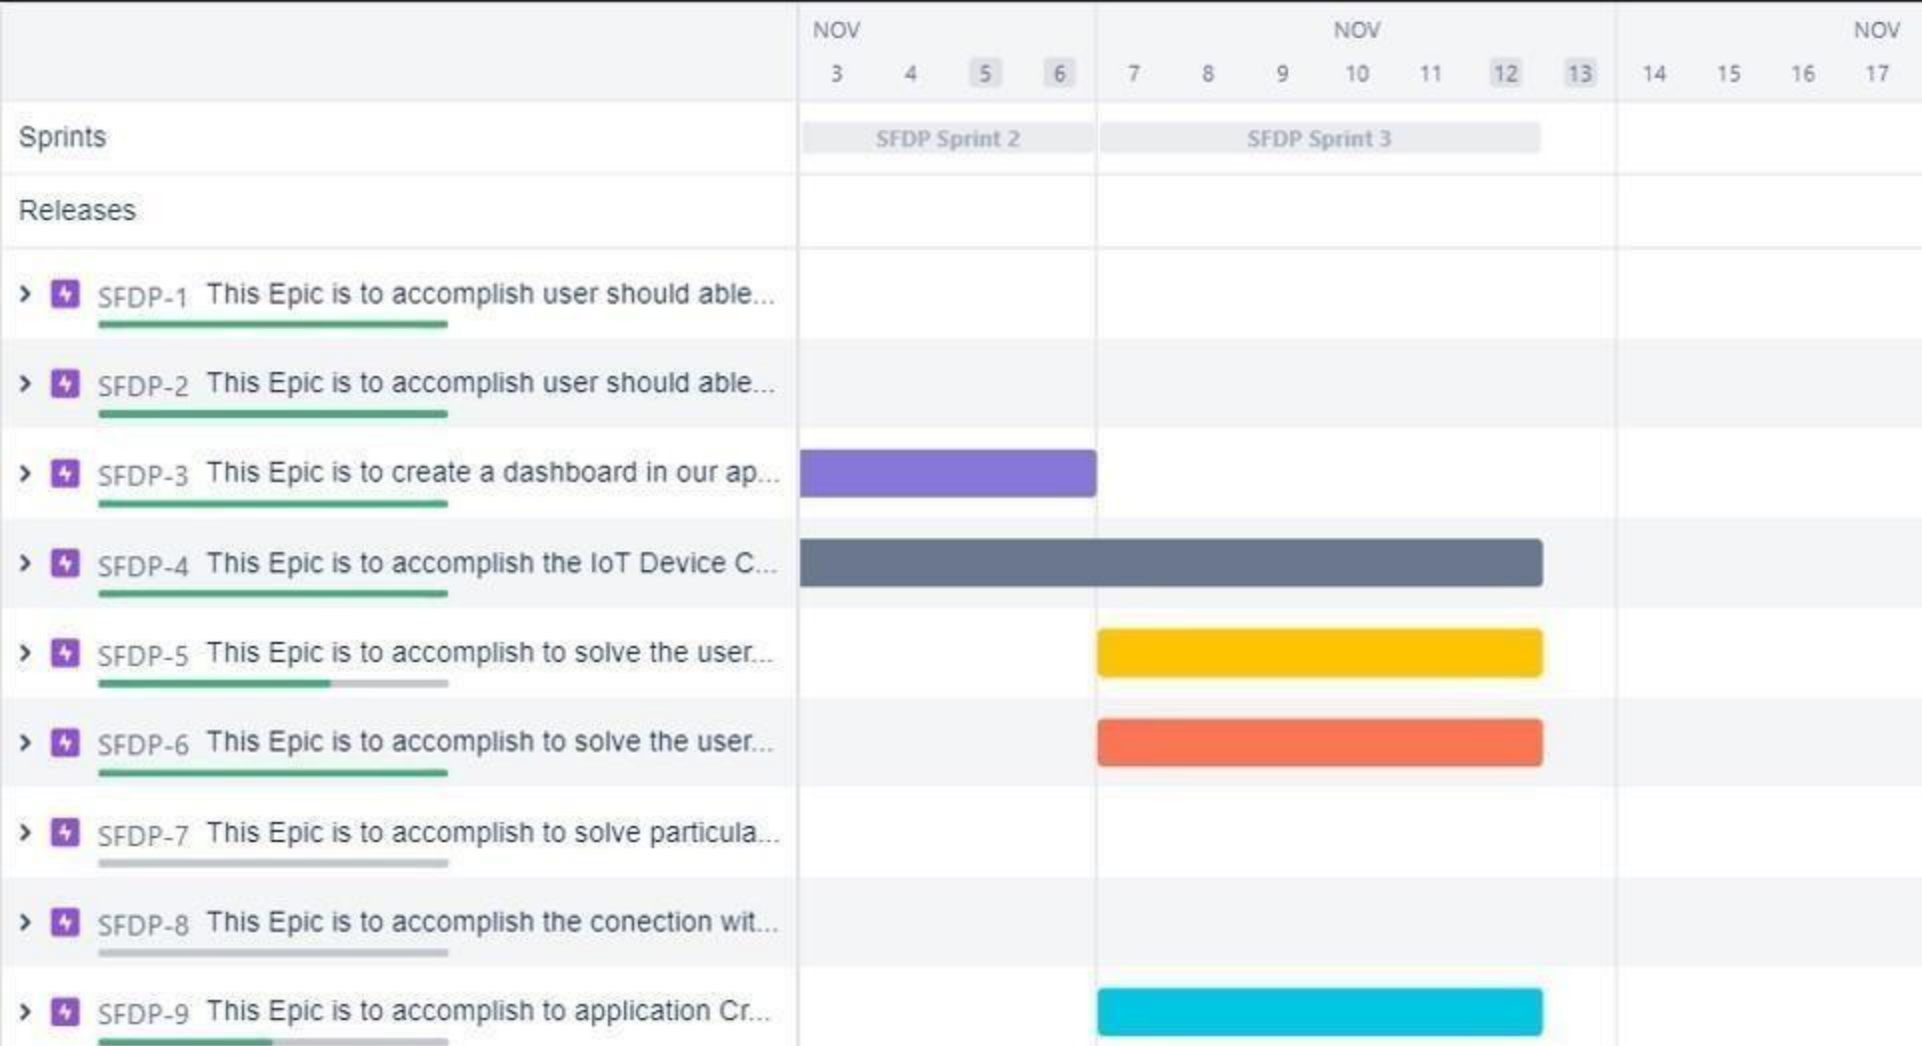 NOV NOV NOV
3 4 5 6 7 8 9 10 11 12 13 14 15 16 17
Sprints SFDP Sprint 2 SFDP Sprint 3
Releases
SFDP-1 This Epic is to accomplish user should able...
SFDP-2 This Epic is to accomplish user should able...
SFDP-3 This Epic is to create a dashboard in our ap...
SFDP-4 This Epic is to accomplish the IoT Device C...
SFDP-5 This Epic is to accomplish to solve the user...
SFDP-6 This Epic is to accomplish to solve the user...
SFDP-7 This Epic is to accomplish to solve particula...
SFDP-8 This Epic is to accomplish the conection wit...
SFDP-9 This Epic is to accomplish to application Cr...